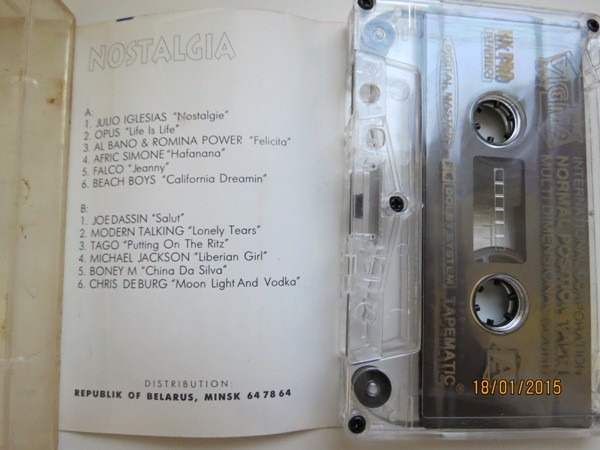 NOSTALGIA
A:
1. JULIO IGLESIAS "Nostalgie"
2. OPUS "Life Is Life"
3. AL BANO & ROMINA POWER "Felicita"
4. AFRIC SIMONE "Hafanana"
5. FALCO "Jeanny"
6. BEACH BOYS "California Dreamin"
B:
1. JOE DASSIN "Salut"
2. MODERN TALKING "Lonely Tears"
3. TAGO "Putting On The Ritz"
4. MICHAEL JACKSON "Liberian Girl"
5. BONEY M "China Da Silva"
6. CHRIS DE BURG "Moon Light And Vodka"
DISTRIBUTION:
REPUBLIK OF BELARUS, MINSK 64 78 64
INTERNATIONAL CORPORATION
NORMAL POSITION TAPE I
DOLBY SYSTEM TAPEMATIC
A
18/01/2015